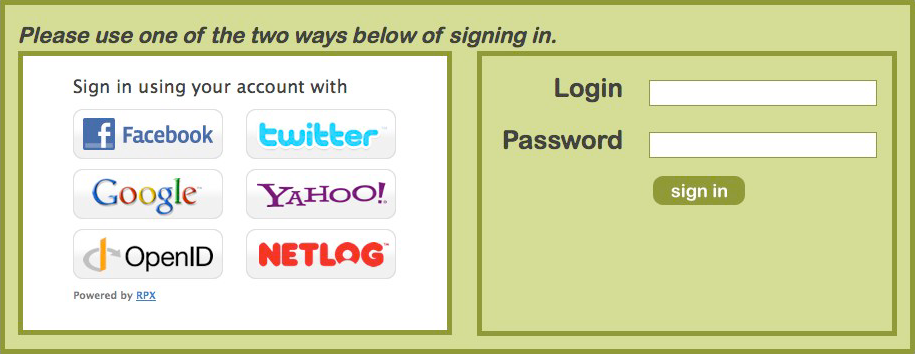 Please use one of the two ways below of signing in.
Sign in using your account with
Facebook
twitter
Google
YAHOO!
OpenID
NETLOG
Powered by RPX
Login
Password
sign in